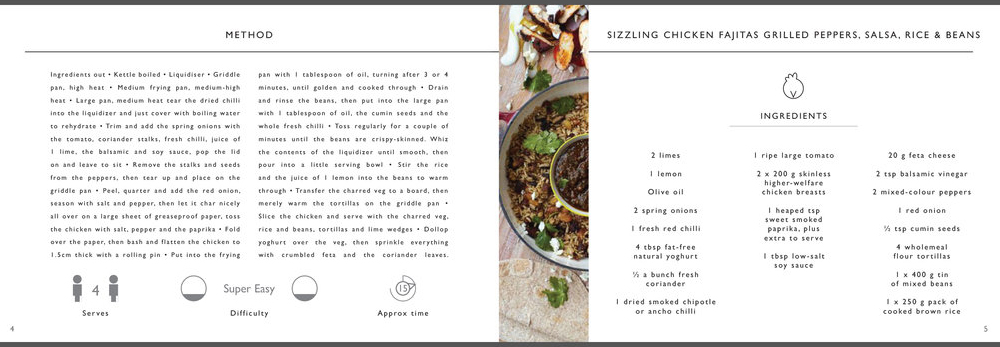 METHOD
Ingredients out • Kettle boiled • Liquidiser • Griddle
pan, high heat • Medium frying pan, medium-high
heat • Large pan, medium heat tear the dried chilli
into the liquidizer and just cover with boiling water
to rehydrate • Trim and add the spring onions with
the tomato, coriander stalks, fresh chilli, juice of
1 lime, the balsamic and soy sauce, pop the lid
on and leave to sit • Remove the stalks and seeds
from the peppers, then tear up and place on the
griddle pan • Peel, quarter and add the red onion,
season with salt and pepper, then let it char nicely
all over on a large sheet of greaseproof paper, toss
the chicken with salt, pepper and the paprika • Fold
over the paper, then bash and flatten the chicken to
1.5cm thick with a rolling pin • Put into the frying
pan with 1 tablespoon of oil, turning after 3 or 4
minutes, until golden and cooked through • Drain
and rinse the beans, then put into the large pan
with 1 tablespoon of oil, the cumin seeds and the
whole fresh chilli • Toss regularly for a couple of
minutes until the beans are crispy-skinned. Whiz
the contents of the liquidizer until smooth, then
pour into a little serving bowl • Stir the rice
and the juice of 1 lemon into the beans to warm
through • Transfer the charred veg to a board, then
merely warm the tortillas on the griddle pan •
Slice the chicken and serve with the charred veg,
rice and beans, tortillas and lime wedges • Dollop
yoghurt over the veg, then sprinkle everything
with crumbled feta and the coriander leaves.
4
Serves
Super Easy
Difficulty
15
Approx time
4
SIZZLING CHICKEN FAJITAS GRILLED PEPPERS, SALSA, RICE & BEANS
INGREDIENTS
2 limes
1 lemon
Olive oil
2 spring onions
1 fresh red chilli
4 tbsp fat-free
natural yoghurt
½ a bunch fresh
coriander
1 dried smoked chipotle
or ancho chilli
1 ripe large tomato
2 x 200 g skinless
higher-welfare
chicken breasts
1 heaped tsp
sweet smoked
paprika, plus
extra to serve
1 tbsp low-salt
soy sauce
20 g feta cheese
2 tsp balsamic vinegar
2 mixed-colour peppers
1 red onion
½ tsp cumin seeds
4 wholemeal
flour tortillas
1 x 400 g tin
of mixed beans
1 x 250 g pack of
cooked brown rice
5